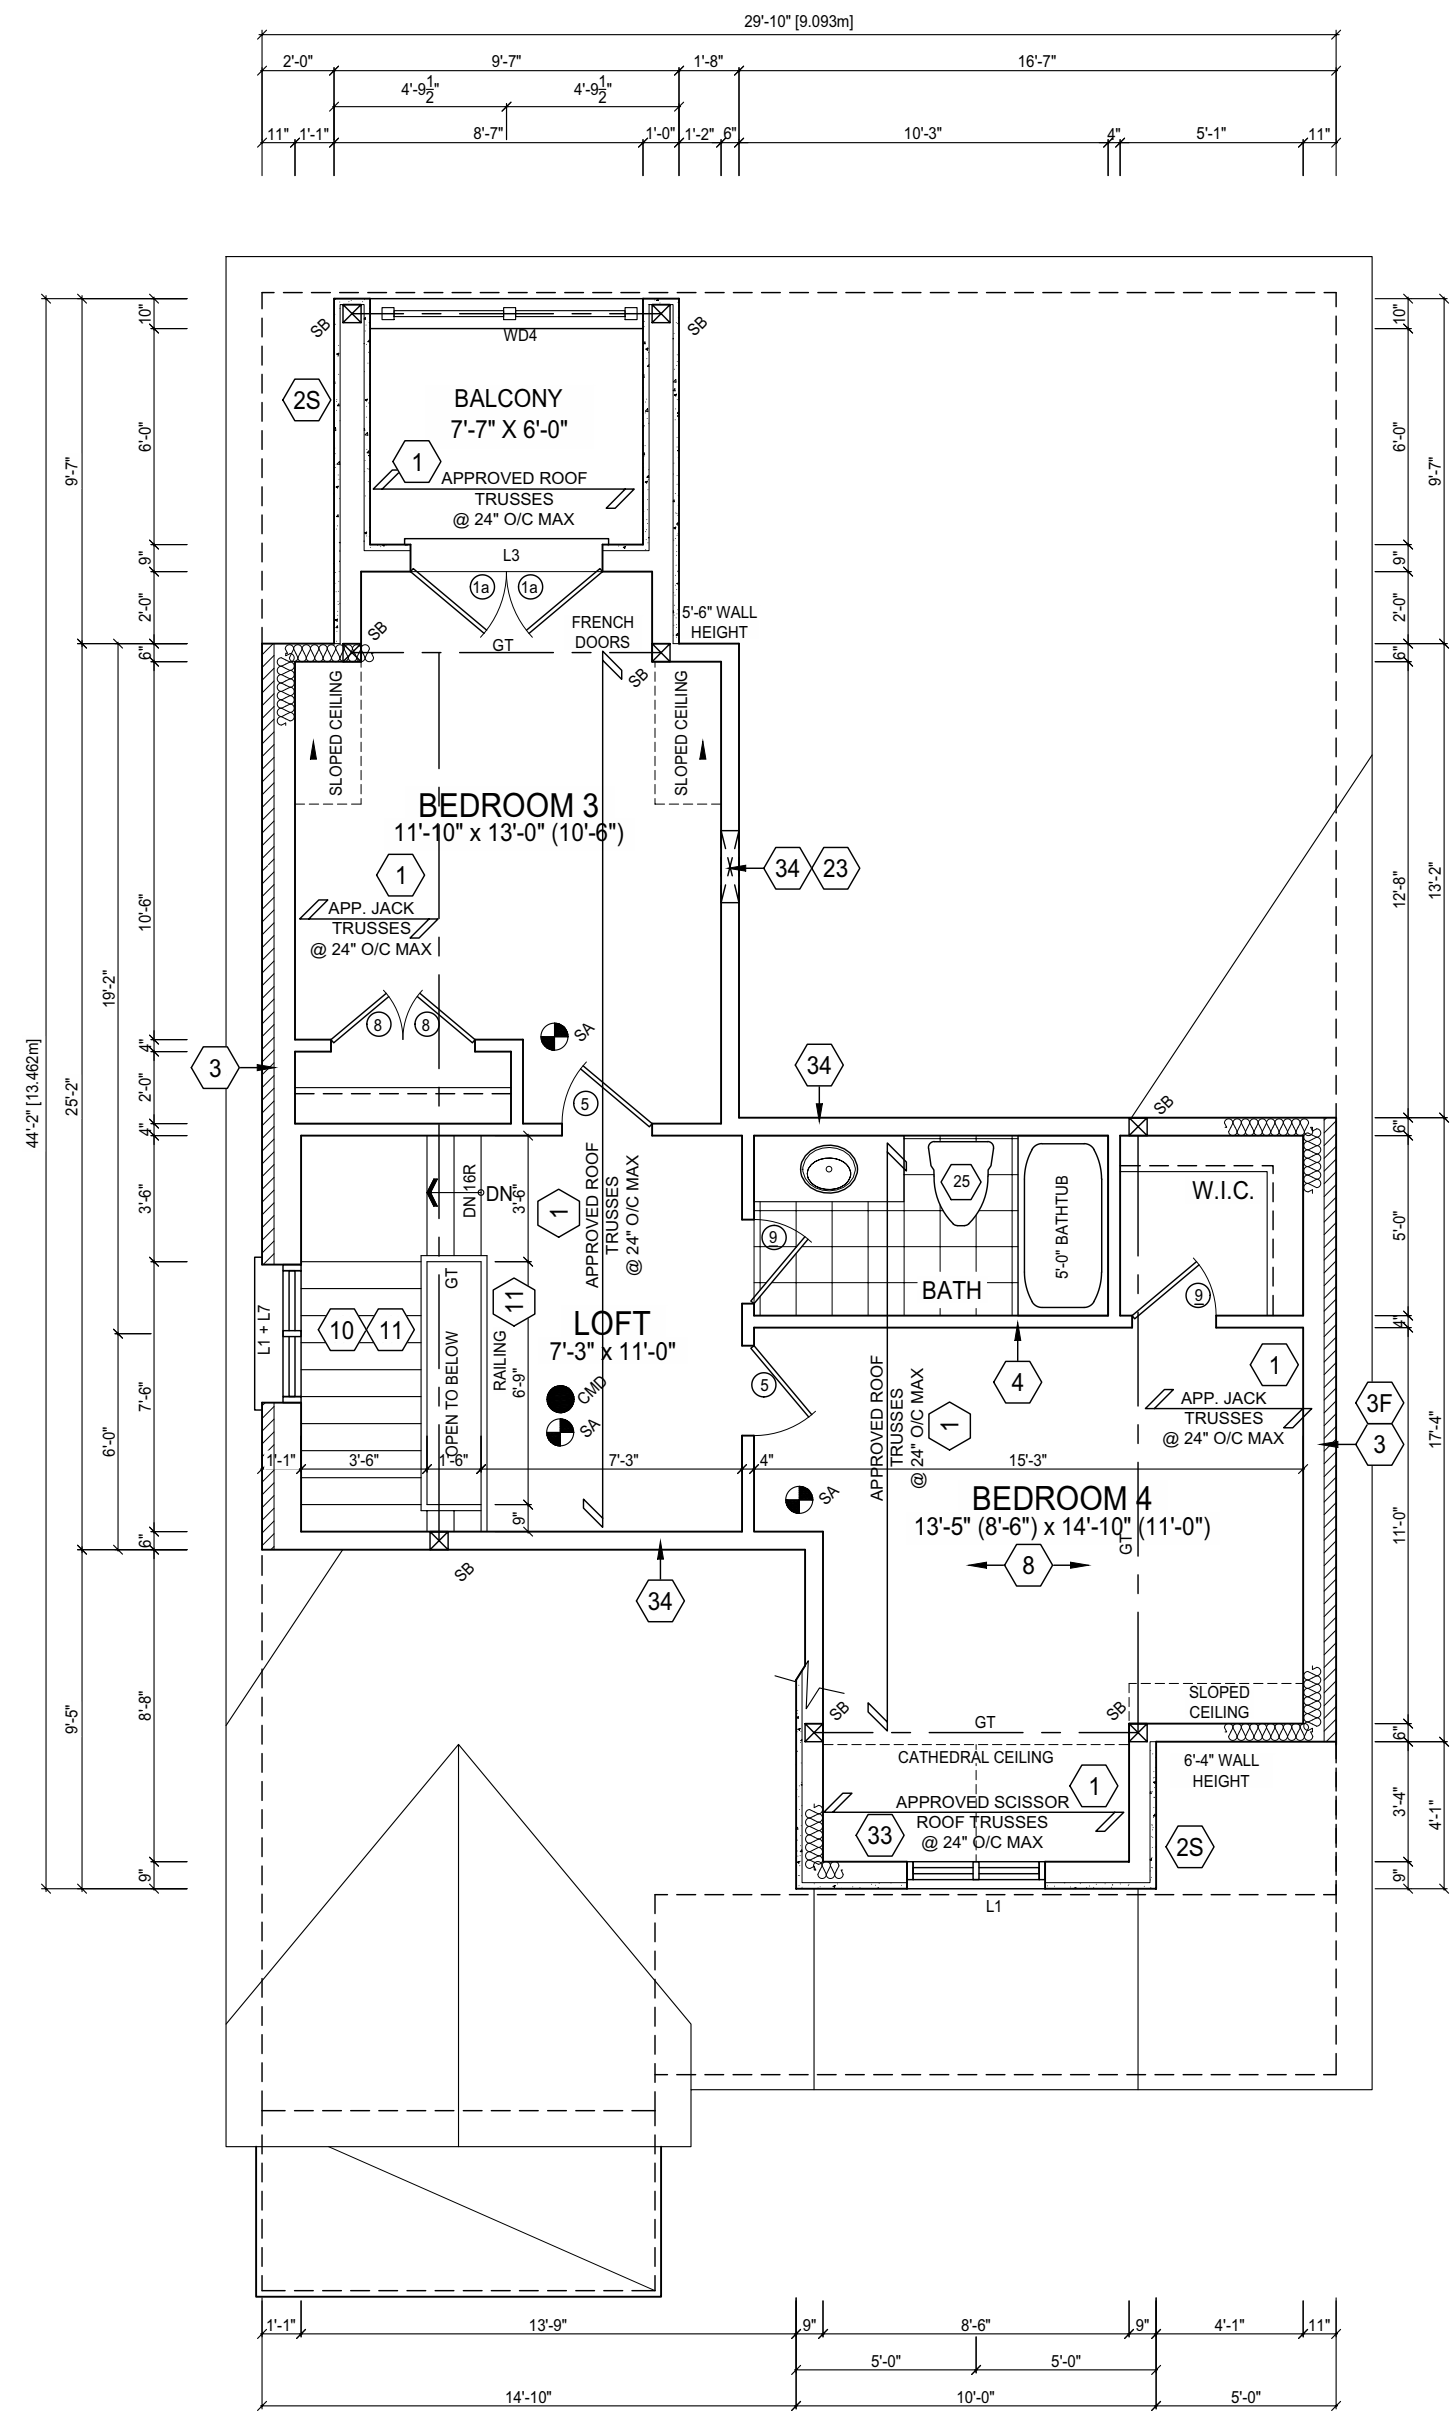 29'-10" [9.093m]
2'-0" 9'-7" 1'-8" 16'-7"
4'-9 1/2" 4'-9 1/2"
11" 1'-1" 8'-7" 1'-0" 1'-2" 6" 10'-3" 4" 5'-1" 11"
44'-2" [13.462m]
9'-7"
25'-2"
9'-5"
19'-2"
6'-0"
10"
6'-0"
9"
2'-0"
6"
10'-6"
4"
2'-0"
4"
3'-6"
7'-6"
6"
8'-8"
9"
SB
SB
WD4
2S
BALCONY
7'-7" X 6'-0"
1
APPROVED ROOF
TRUSSES
@ 24" O/C MAX
L3
1a
1a
FRENCH
DOORS
5'-6" WALL
HEIGHT
SB
GT
SB
SLOPED CEILING
SLOPED CEILING
BEDROOM 3
11'-10" x 13'-0" (10'-6")
34
23
1
APP. JACK
TRUSSES
@ 24" O/C MAX
8
8
SA
3
5
34
SB
DN 16R
DN
3'-6"
1
APPROVED ROOF
TRUSSES
@ 24" O/C MAX
25
5'-0" BATHTUB
W.I.C.
9
BATH
9
L1 + L7
10
11
GT
OPEN TO BELOW
11
RAILING
6'-9"
LOFT
7'-3" x 11'-0"
CMD
SA
5
4
APPROVED ROOF
TRUSSES
@ 24" O/C MAX
1
1
APP. JACK
TRUSSES
@ 24" O/C MAX
3F
3
1'-1" 3'-6" 1'-6" 7'-3" 4" 15'-3"
9"
SA
BEDROOM 4
13'-5" (8'-6") x 14'-10" (11'-0")
GT
8
SB
34
SLOPED
CEILING
SB
GT
SB
CATHEDRAL CEILING
6'-4" WALL
HEIGHT
1
APPROVED SCISSOR
ROOF TRUSSES
@ 24" O/C MAX
33
2S
L1
10"
6'-0"
9"
2'-0"
6"
12'-8"
6"
5'-0"
4"
11'-0"
6"
3'-4"
9"
9'-7"
13'-2"
17'-4"
4'-1"
1'-1" 13'-9" 9" 8'-6" 9" 4'-1" 11"
5'-0" 5'-0"
14'-10" 10'-0" 5'-0"